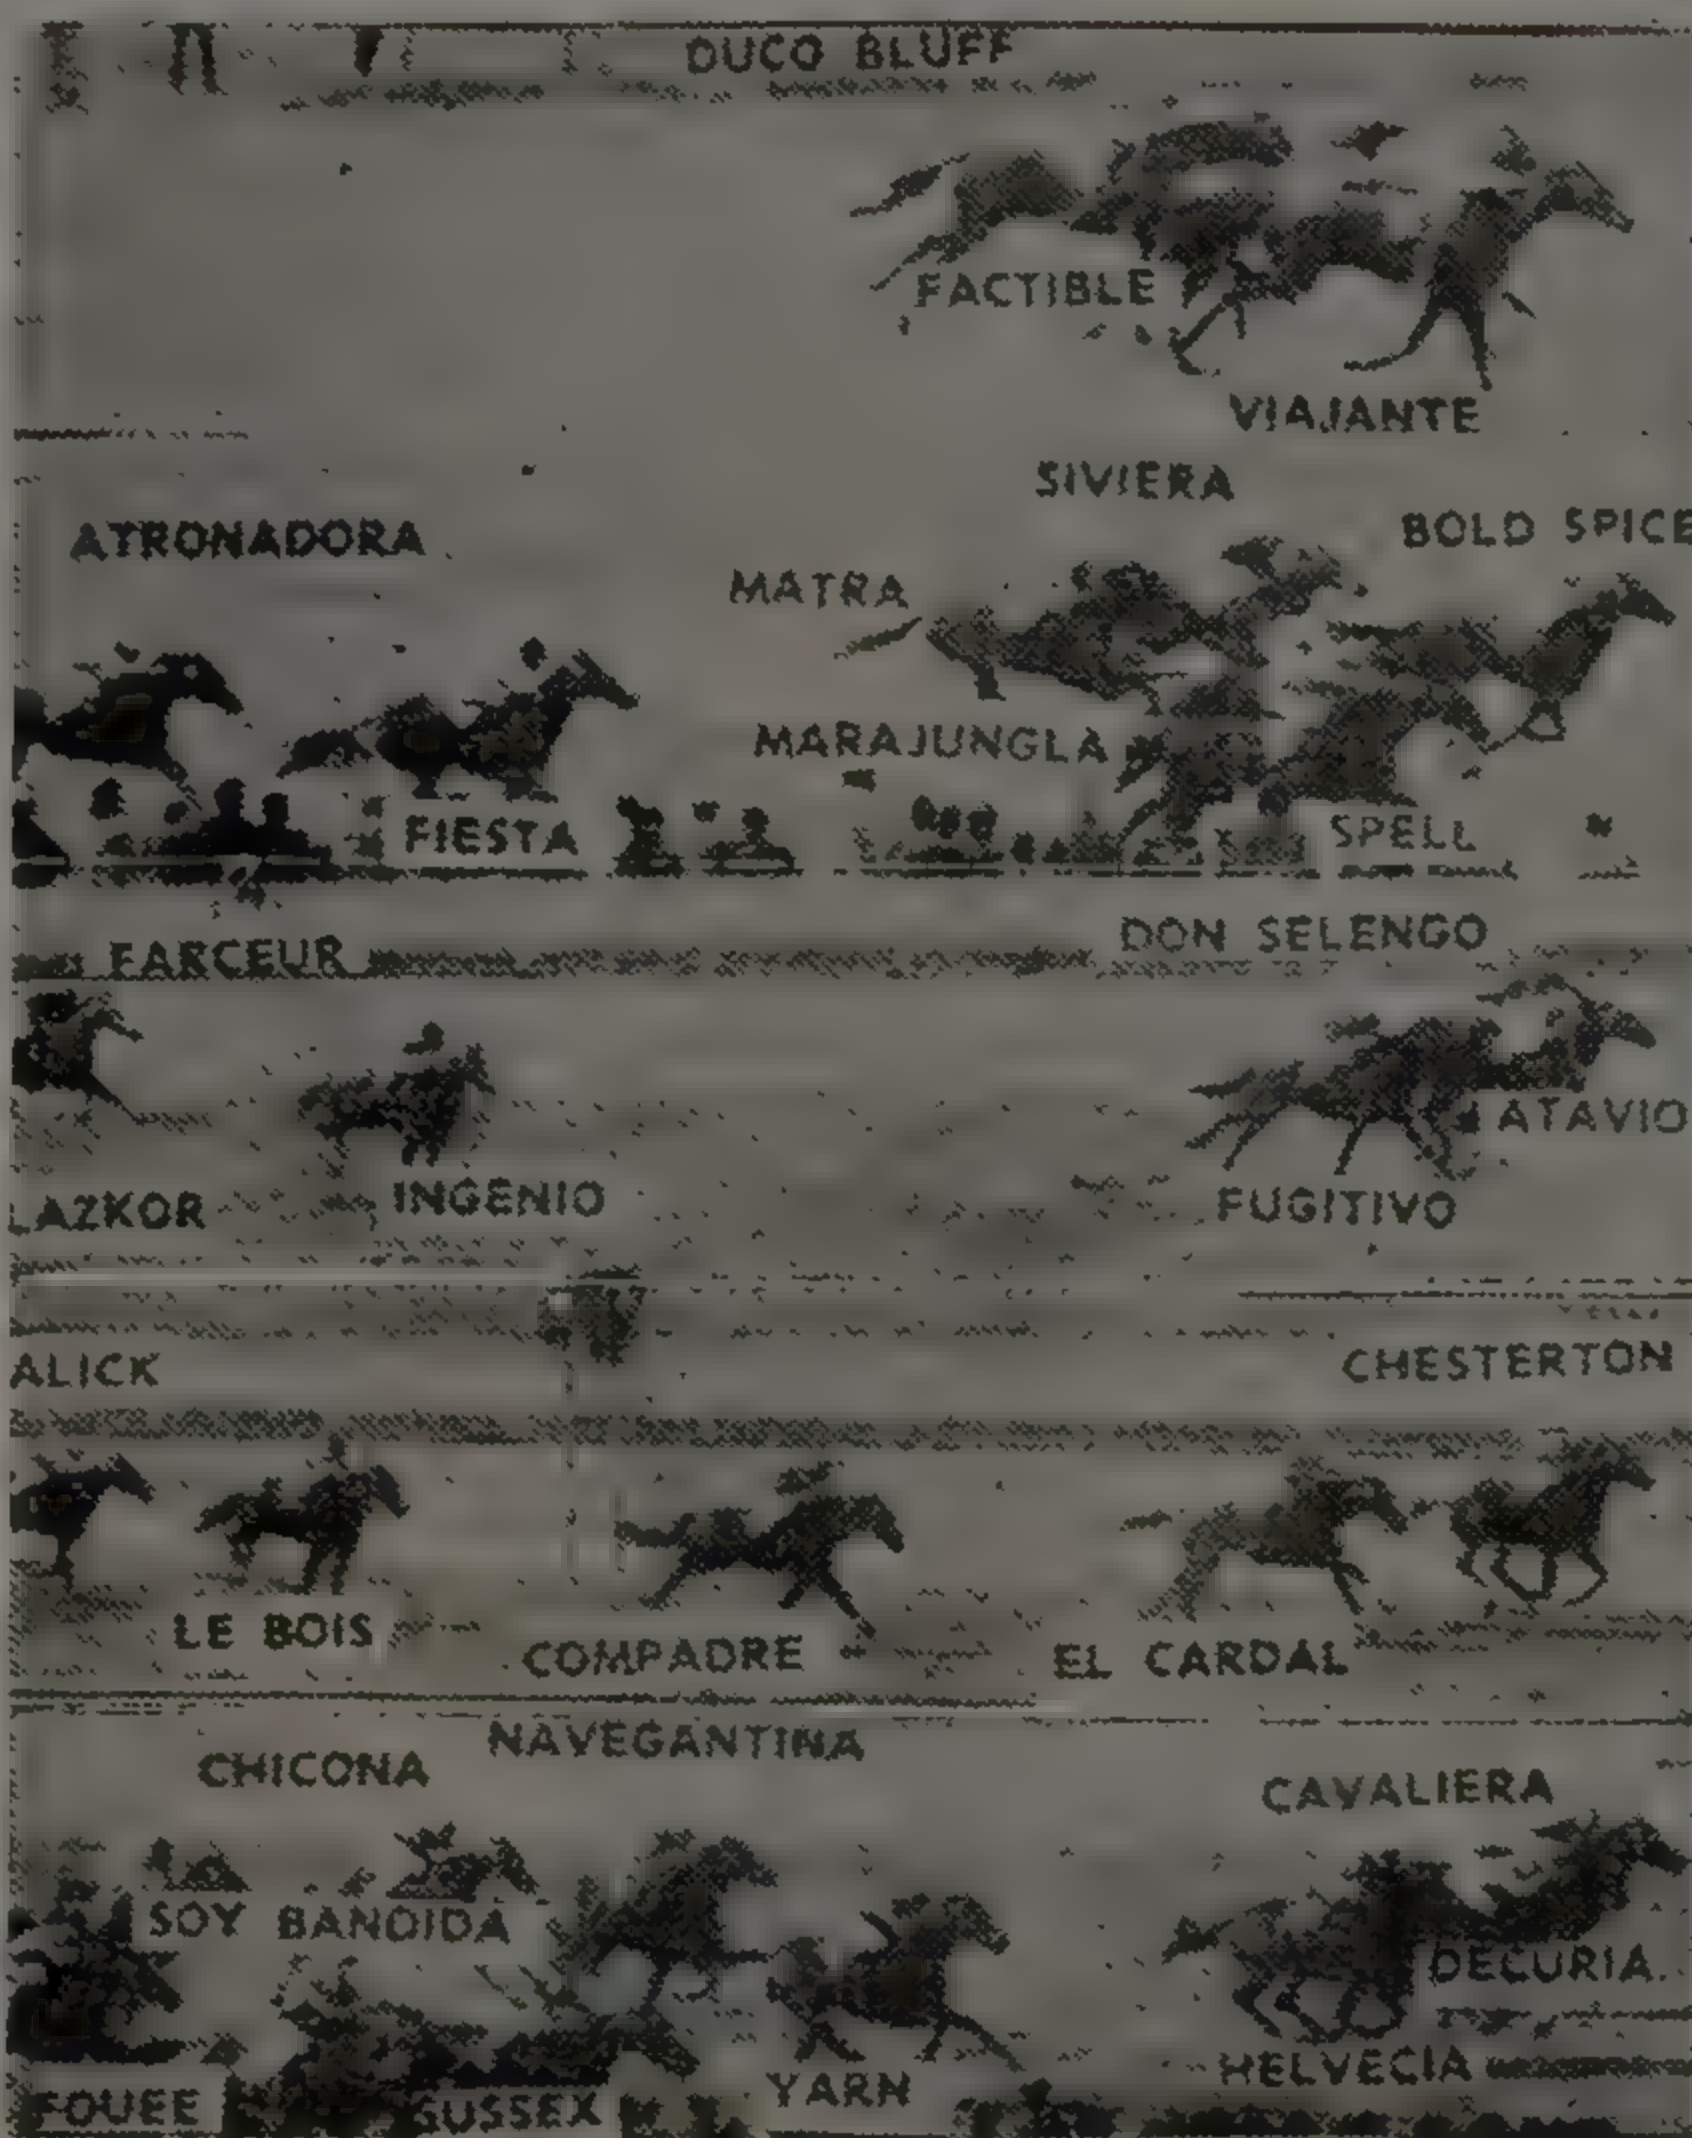 DUCO BLUFF
FACTIBLE
VIAJANTE
SIVIERA
BOLD SPICE
ATRONADORA
MATRA
MARAJUNGLA
FIESTA
SPELL
DON SELENGO
FARCEUR
ATAVIO
AZKOR
INGENIO
FUGITIVO
ALICK
CHESTERTON
LE BOIS
COMPADRE
EL CARDAL
NAVEGANTINA
CHICONA
CAVALIERA
SOY BANDIDA
DECURIA.
HELVECIA
YARN
FOUEE
SUSSEX